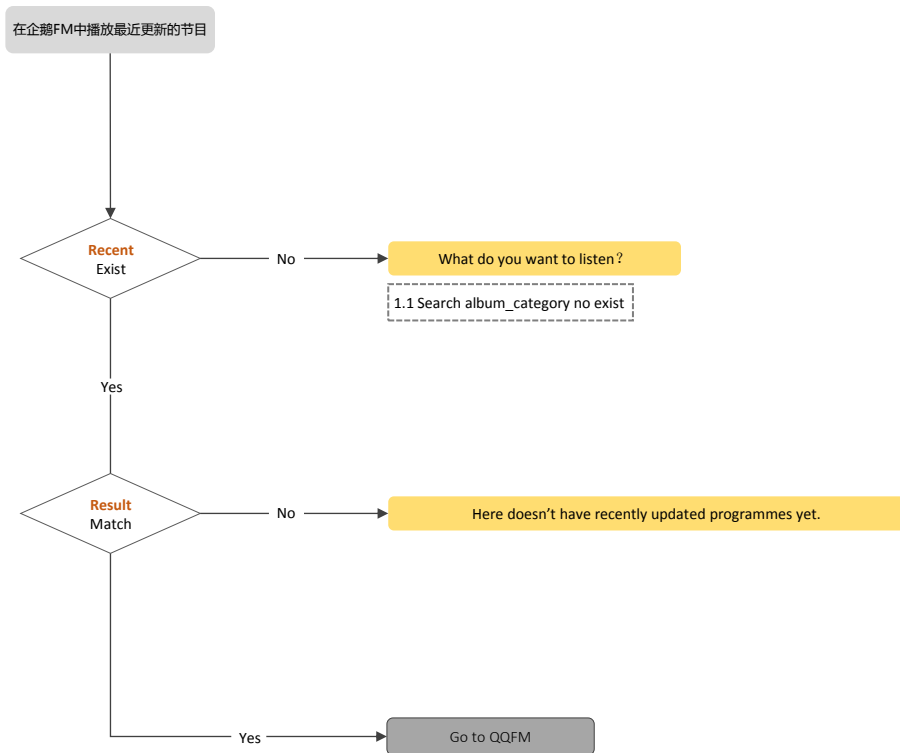 在企鹅FM中播放最近更新的节目
Recent
Exist
No
What do you want to listen？
1.1 Search album_category no exist
Yes
Result
Match
No
Here doesn’t have recently updated programmes yet.
Yes
Go to QQFM